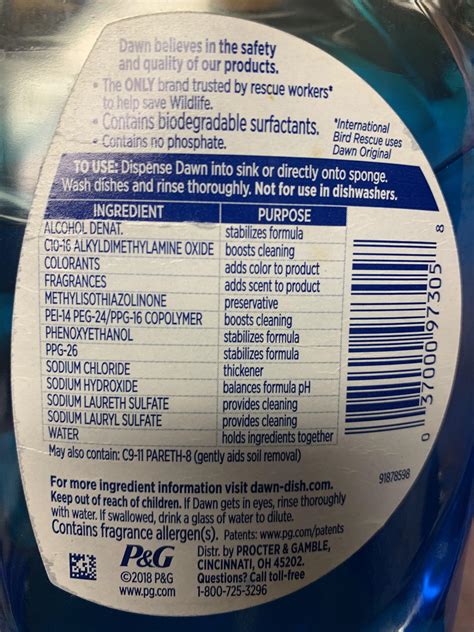 Dawn believes in the safety
and quality of our products.
• The ONLY brand trusted by rescue workers*
to help save Wildlife.
• Contains biodegradable surfactants.
• Contains no phosphate.
*International
Bird Rescue uses
Dawn Original
TO USE: Dispense Dawn into sink or directly onto sponge.
Wash dishes and rinse thoroughly. Not for use in dishwashers.
INGREDIENT PURPOSE
ALCOHOL DENAT. stabilizes formula
C10-16 ALKYLDIMETHYLAMINE OXIDE boosts cleaning
COLORANTS adds color to product
FRAGRANCES adds scent to product
METHYLISOTHIAZOLINONE preservative
PEI-14 PEG-24/PPG-16 COPOLYMER boosts cleaning
PHENOXYETHANOL stabilizes formula
PPG-26 stabilizes formula
SODIUM CHLORIDE thickener
SODIUM HYDROXIDE balances formula pH
SODIUM LAURETH SULFATE provides cleaning
SODIUM LAURYL SULFATE provides cleaning
WATER holds ingredients together
May also contain: C9-11 PARETH-8 (gently aids soil removal)
0 37000 97305 8
91878598
For more ingredient information visit dawn-dish.com.
Keep out of reach of children. If Dawn gets in eyes, rinse thoroughly
with water. If swallowed, drink a glass of water to dilute.
Contains fragrance allergen(s). Patents: www.pg.com/patents
P&G
©2018 P&G
www.pg.com
Distr. by PROCTER & GAMBLE,
CINCINNATI, OH 45202.
Questions? Call toll-free
1-800-725-3296